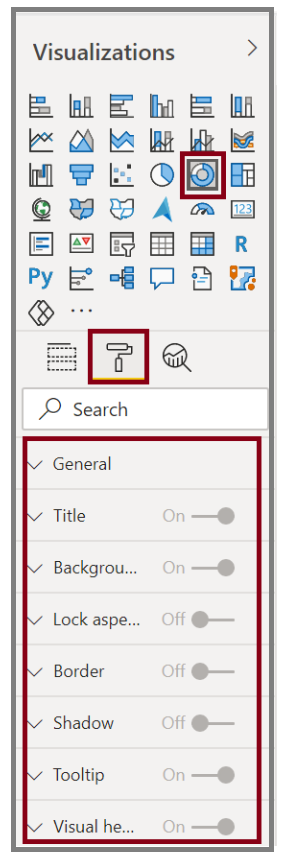 Visualizations
123
R
Py
...
Search
General
Title On
Backgrou... On
Lock aspe... Off
Border Off
Shadow Off
Tooltip On
Visual he... On